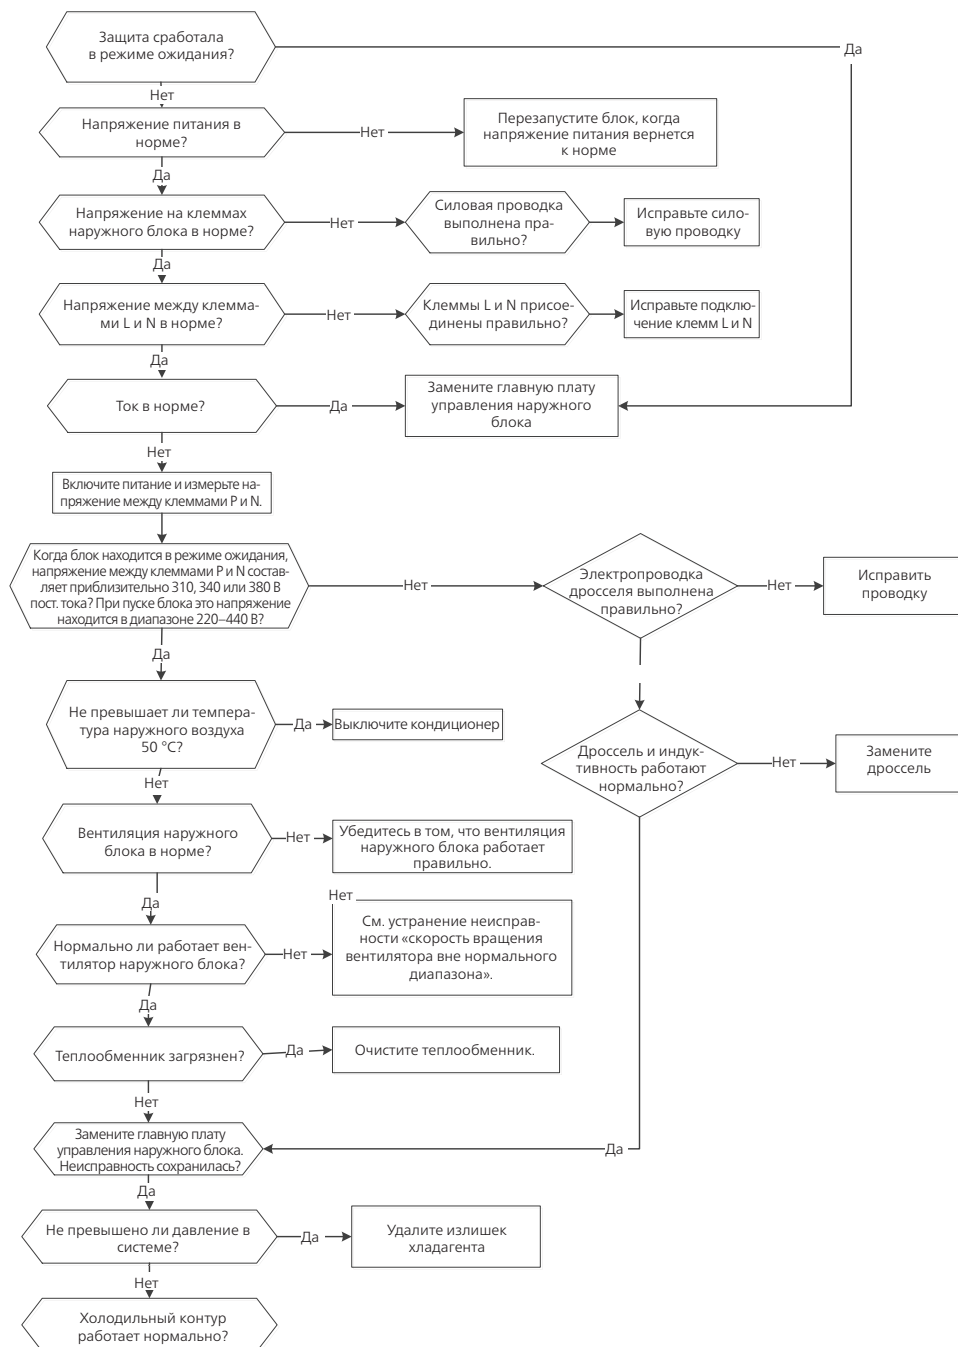 Защита сработала
в режиме ожидания?
Да
Нет
Напряжение питания в
норме?
Нет
Перезапустите блок, когда
напряжение питания вернется
к норме
Да
Напряжение на клеммах
наружного блока в норме?
Нет
Силовая проводка
выполнена пра-
вильно?
Исправьте сило-
вую проводку
Да
Напряжение между клемма-
ми L и N в норме?
Нет
Клеммы L и N присое-
динены правильно?
Исправьте подклю-
чение клемм L и N
Да
Ток в норме?
Да
Замените главную плату
управления наружного
блока
Нет
Включите питание и измерьте на-
пряжение между клеммами P и N.
Когда блок находится в режиме ожидания,
напряжение между клеммами P и N состав-
ляет приблизительно 310, 340 или 380 В
пост. тока? При пуске блока это напряжение
находится в диапазоне 220–440 В?
Нет
Электропроводка
дросселя выполнена
правильно?
Нет
Исправить
проводку
Да
Не превышает ли темпера-
тура наружного воздуха
50 °C?
Да
Выключите кондиционер
Дроссель и индук-
тивность работают
нормально?
Нет
Замените
дроссель
Нет
Вентиляция наружного
блока в норме?
Нет
Убедитесь в том, что вентиляция
наружного блока работает
правильно.
Да
Нет
Нормально ли работает вен-
тилятор наружного блока?
Нет
См. устранение неисправ-
ности «скорость вращения
вентилятора вне нормального
диапазона».
Да
Теплообменник загрязнен?
Да
Очистите теплообменник.
Нет
Замените главную плату
управления наружного блока.
Неисправность сохранилась?
Да
Да
Не превышено ли давление в
системе?
Да
Удалите излишек
хладагента
Нет
Холодильный контур
работает нормально?